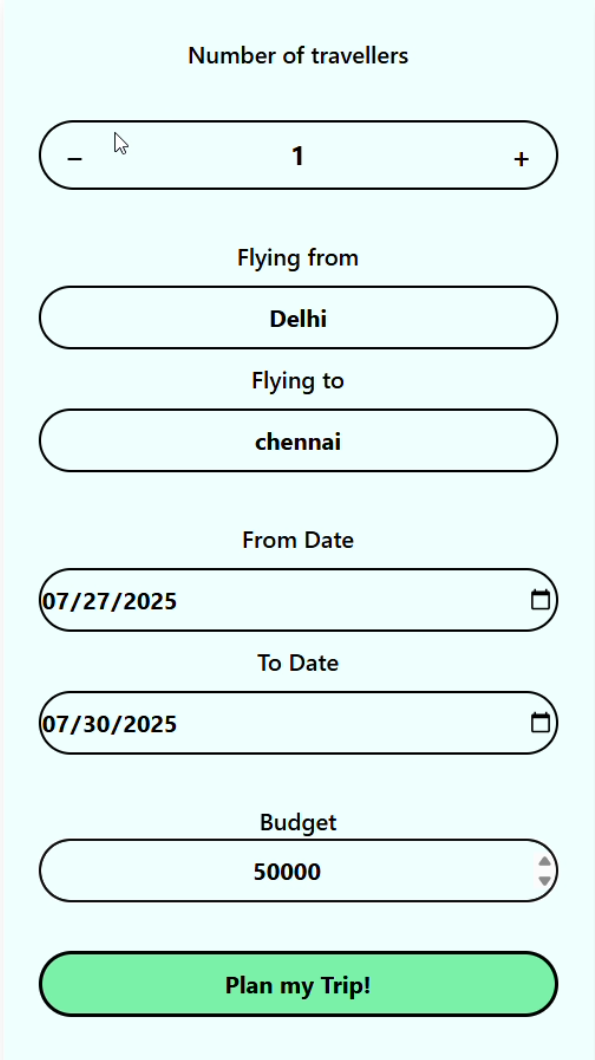 Number of travellers
− 1 +
Flying from
Delhi
Flying to
chennai
From Date
07/27/2025
To Date
07/30/2025
Budget
50000
Plan my Trip!